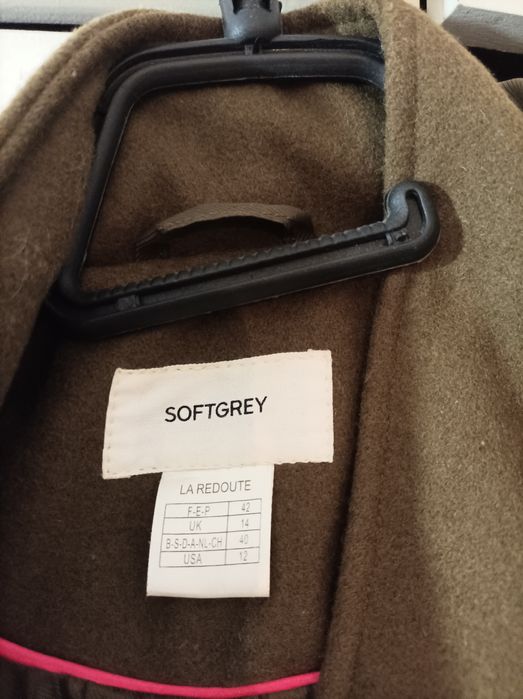 SOFTGREY
LA REDOUTE
F-E-P 42
UK 14
B-S-D-A-NL-CH 40
USA 12